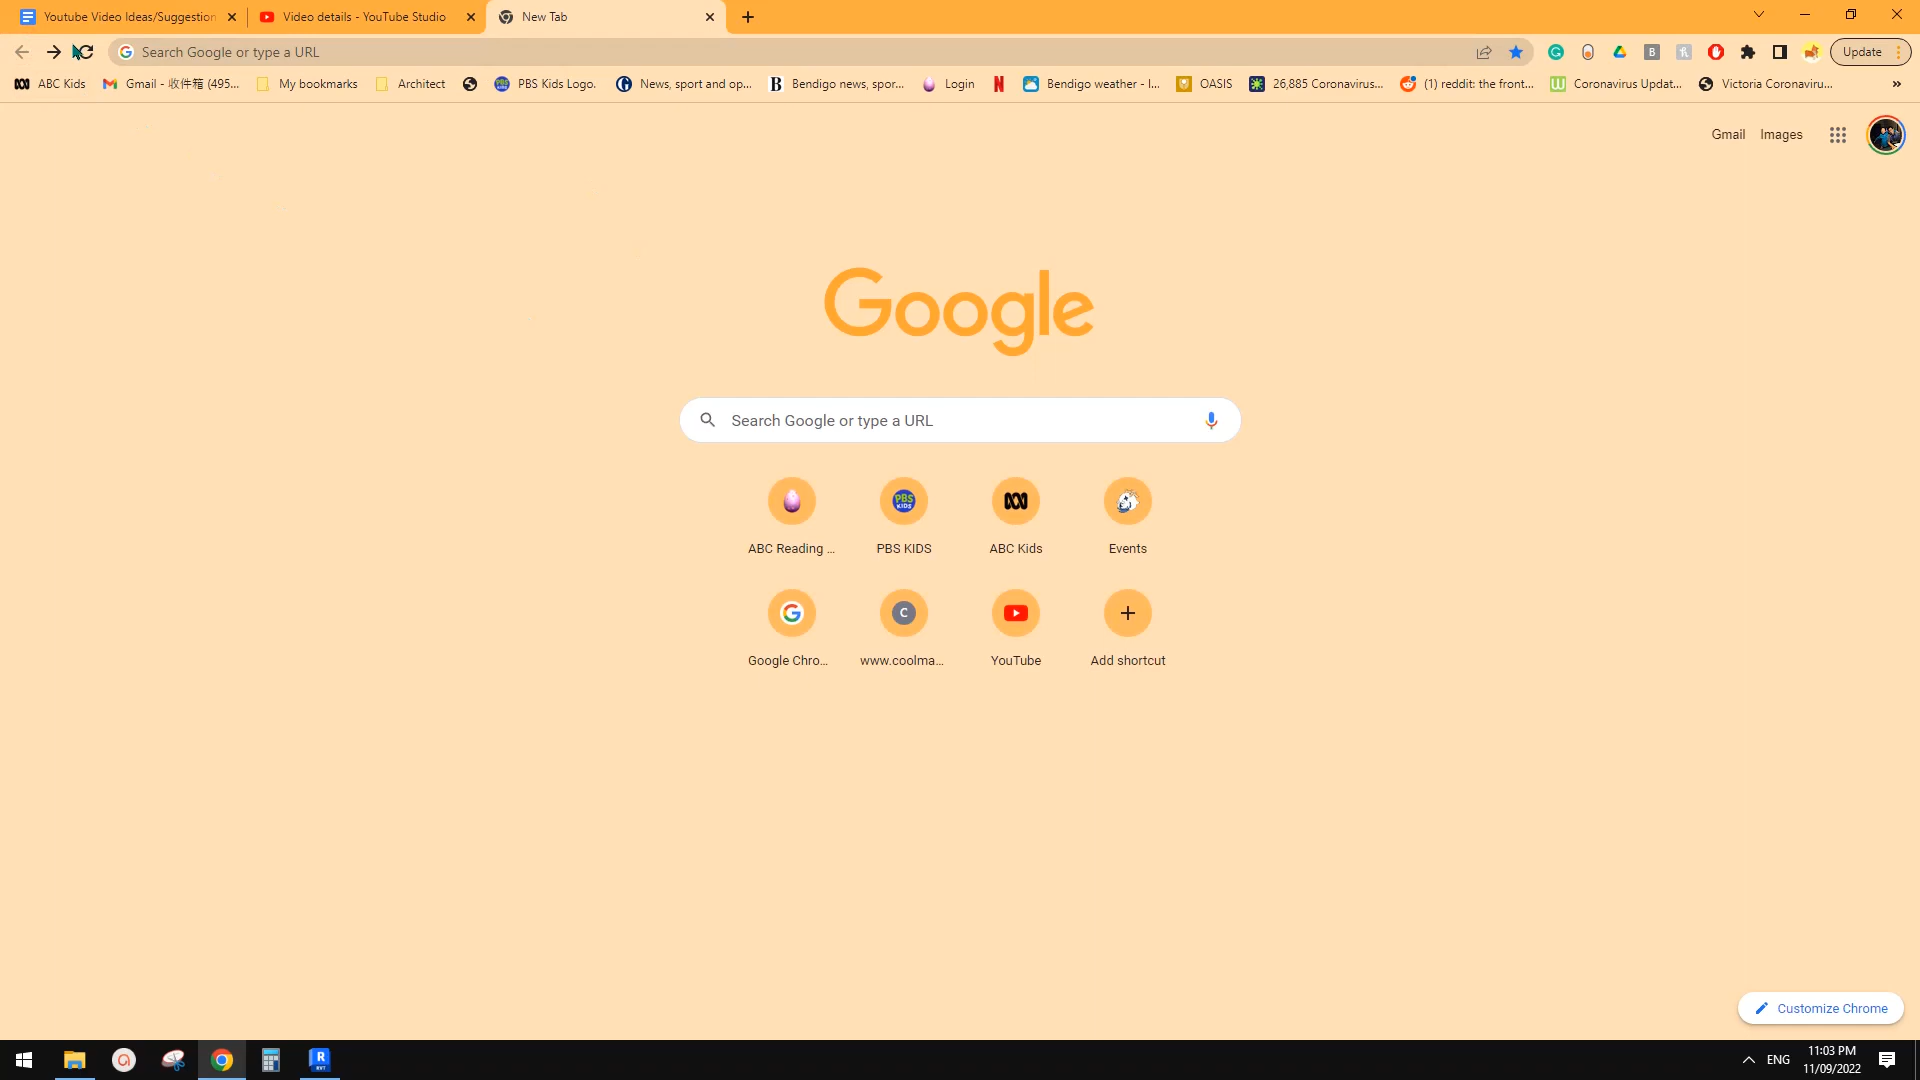 Youtube Video Ideas/Suggestion
Video details - YouTube Studio
New Tab
Search Google or type a URL
B
Update
ABC Kids
Gmail - 收件箱 (495...
My bookmarks
Architect
PBS Kids Logo.
News, sport and op...
B
Bendigo news, spor...
Login
N
Bendigo weather - I...
OASIS
26,885 Coronavirus...
(1) reddit: the front...
W
Coronavirus Updat...
Victoria Coronaviru...
»
Gmail
Images
Google
Search Google or type a URL
PBS
KIDS
ABC Reading ...
PBS KIDS
ABC Kids
Events
G
C
Google Chro...
www.coolma...
YouTube
Add shortcut
Customize Chrome
R
RVT
ENG
11:03 PM
11/09/2022